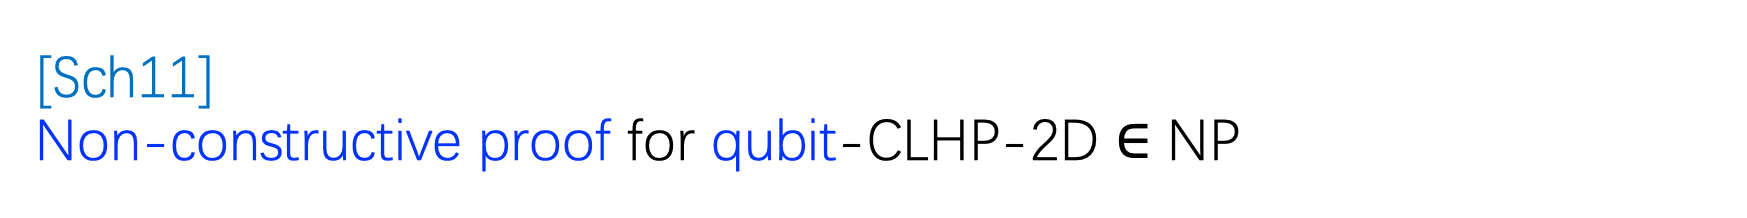 [Sch11]
Non-constructive proof for qubit-CLHP-2D ∈ NP